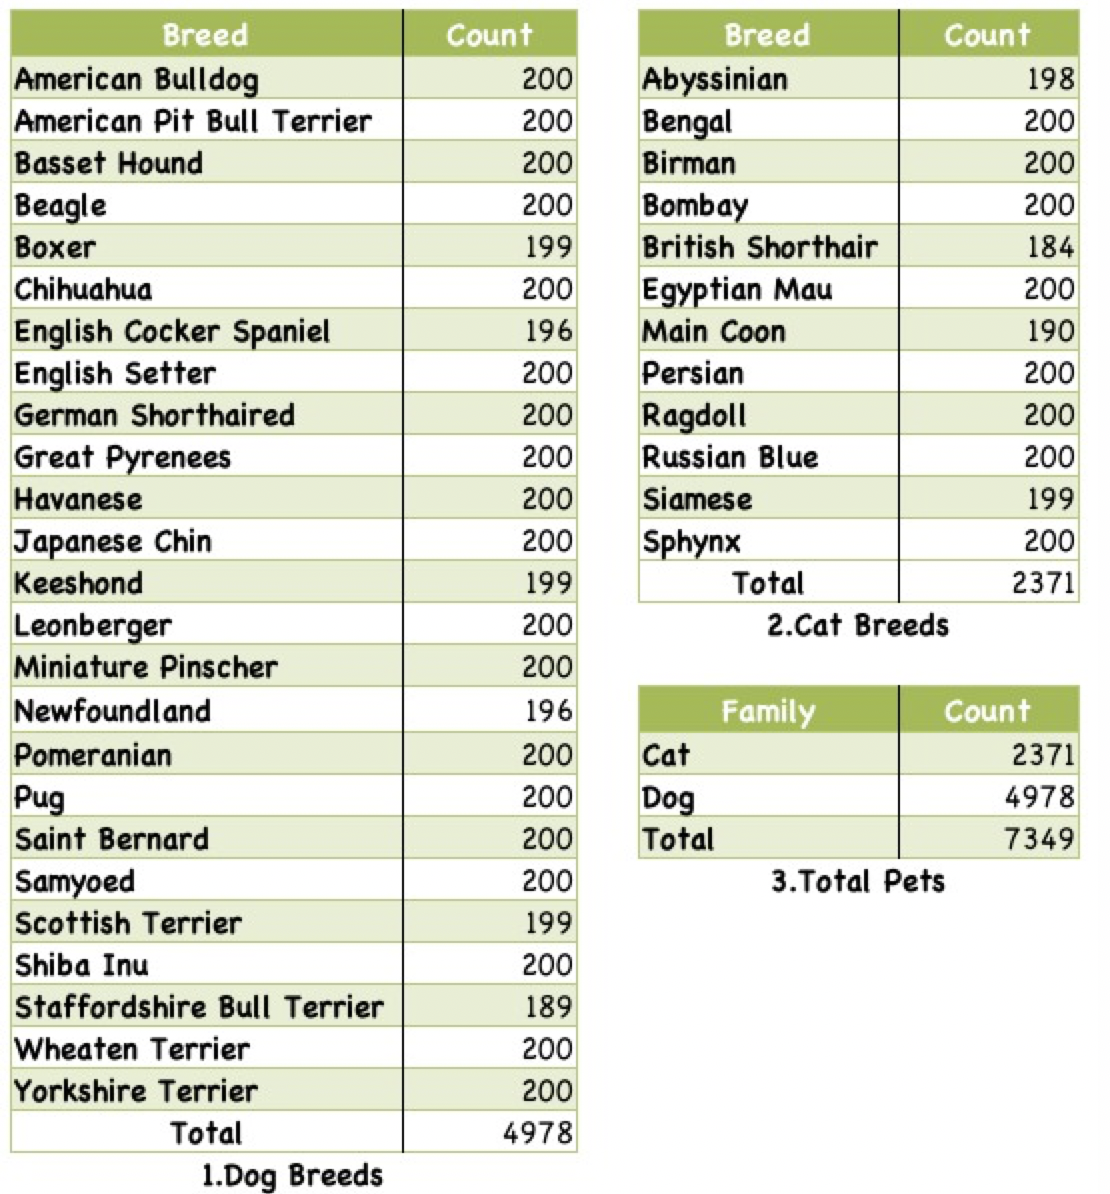 Breed Count
American Bulldog 200
American Pit Bull Terrier 200
Basset Hound 200
Beagle 200
Boxer 199
Chihuahua 200
English Cocker Spaniel 196
English Setter 200
German Shorthaired 200
Great Pyrenees 200
Havanese 200
Japanese Chin 200
Keeshond 199
Leonberger 200
Miniature Pinscher 200
Newfoundland 196
Pomeranian 200
Pug 200
Saint Bernard 200
Samyoed 200
Scottish Terrier 199
Shiba Inu 200
Staffordshire Bull Terrier 189
Wheaten Terrier 200
Yorkshire Terrier 200
Total 4978
1.Dog Breeds
Breed Count
Abyssinian 198
Bengal 200
Birman 200
Bombay 200
British Shorthair 184
Egyptian Mau 200
Main Coon 190
Persian 200
Ragdoll 200
Russian Blue 200
Siamese 199
Sphynx 200
Total 2371
2.Cat Breeds
Family Count
Cat 2371
Dog 4978
Total 7349
3.Total Pets